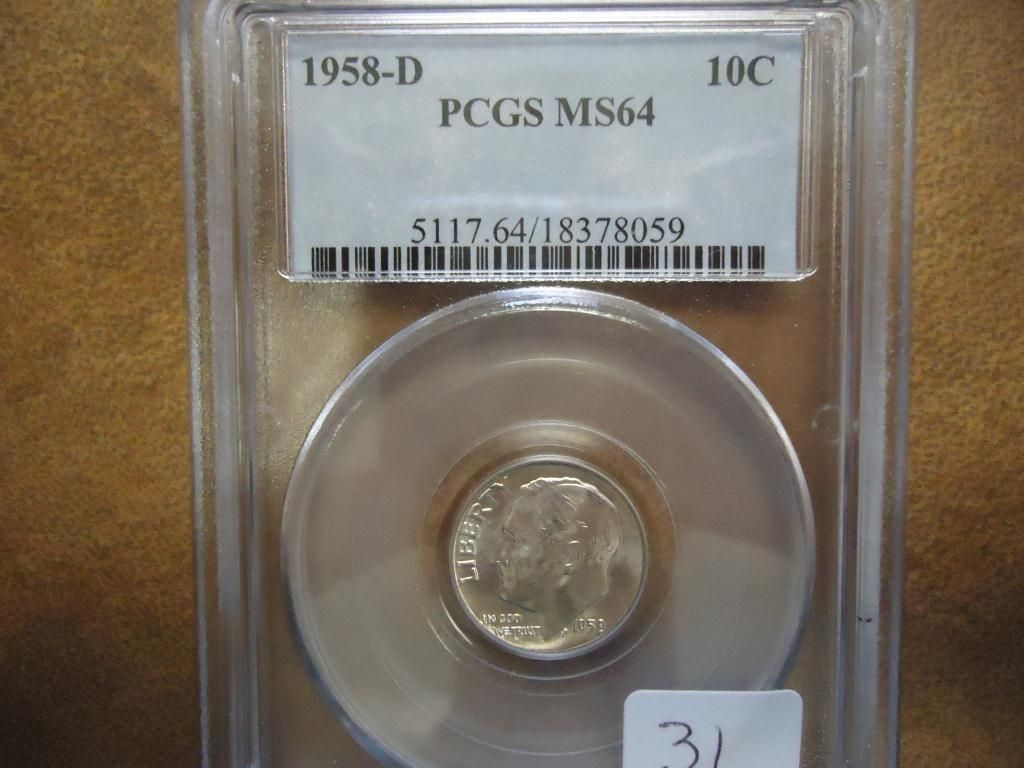 1958-D 10C
PCGS MS64
5117.64/18378059
LIBERTY
IN GOD
WE TRUST 1958
31